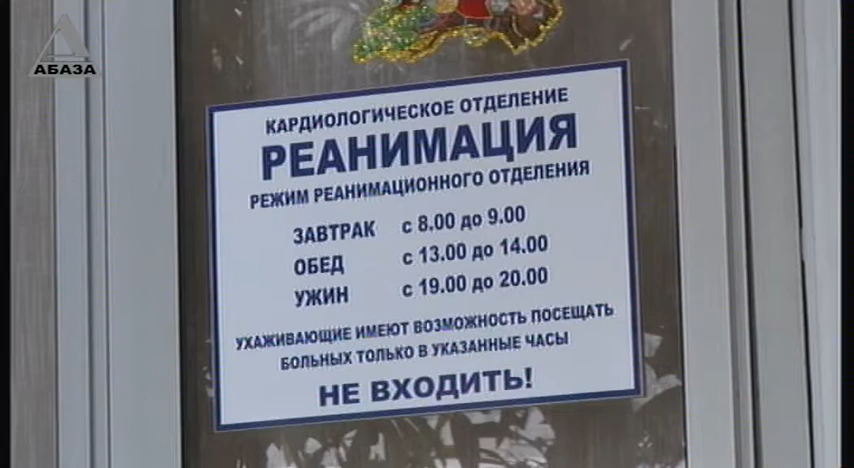 АБАЗА
КАРДИОЛОГИЧЕСКОЕ ОТДЕЛЕНИЕ
РЕАНИМАЦИЯ
РЕЖИМ РЕАНИМАЦИОННОГО ОТДЕЛЕНИЯ
ЗАВТРАК с 8.00 до 9.00
ОБЕД с 13.00 до 14.00
УЖИН с 19.00 до 20.00
УХАЖИВАЮЩИЕ ИМЕЮТ ВОЗМОЖНОСТЬ ПОСЕЩАТЬ
БОЛЬНЫХ ТОЛЬКО В УКАЗАННЫЕ ЧАСЫ
НЕ ВХОДИТЬ!